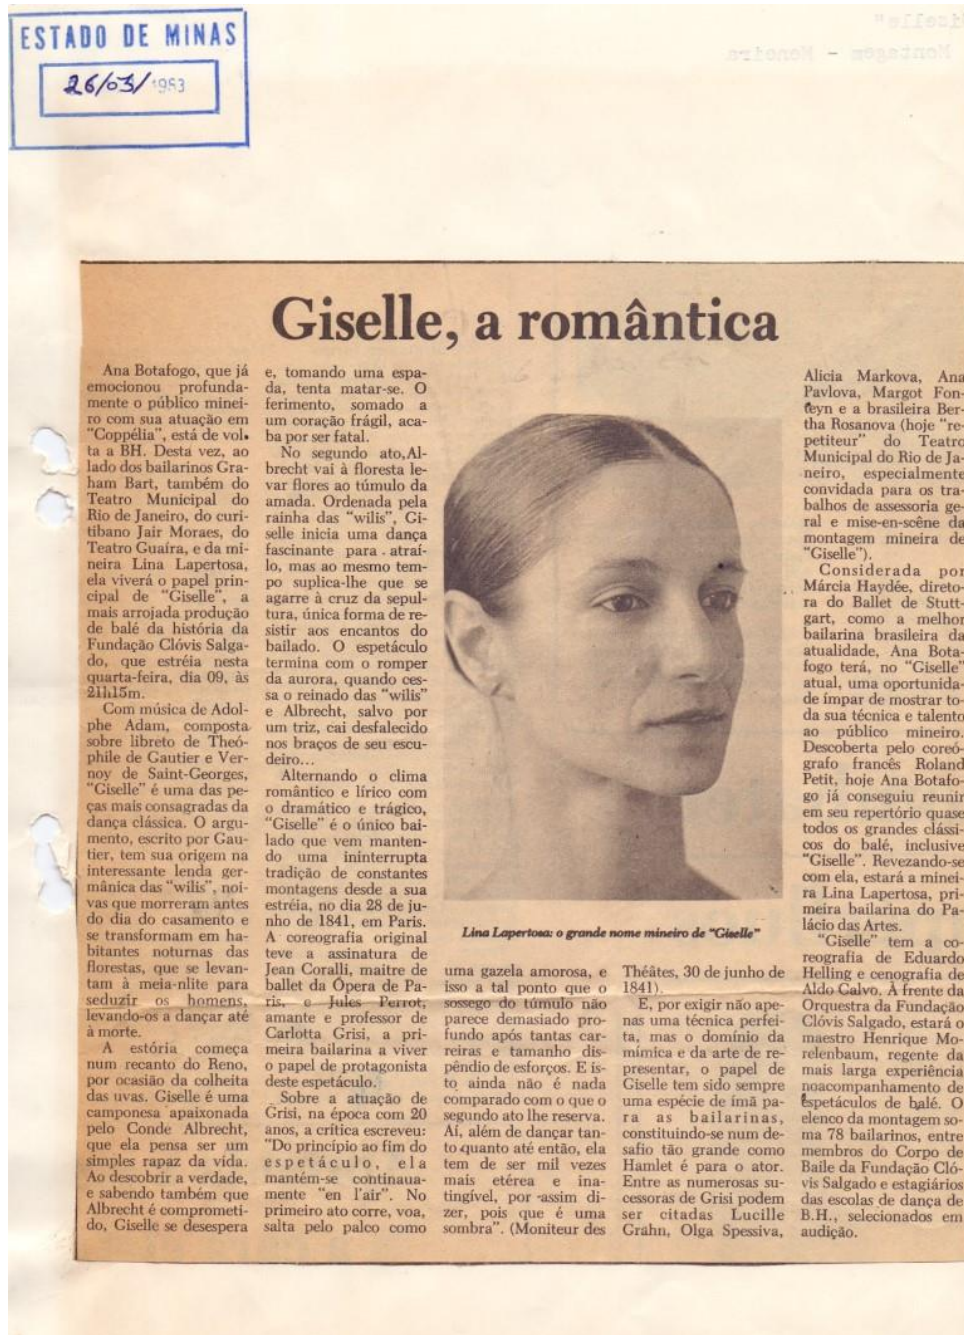 ESTADO DE MINAS
26/03/1983
Giselle, a romântica
Ana Botafogo, que já
emocionou profunda-
mente o público minei-
ro com sua atuação em
“Coppélia”, está de vol-
ta a BH. Desta vez, ao
lado dos bailarinos Gra-
ham Bart, também do
Teatro Municipal do
Rio de Janeiro, do curi-
tibano Jair Moraes, do
Teatro Guaíra, e da mi-
neira Lina Lapertosa,
ela viverá o papel prin-
cipal de “Giselle”, a
mais arrojada produção
de balé da história da
Fundação Clóvis Salga-
do, que estréia nesta
quarta-feira, dia 09, às
21h15m.
Com música de Adol-
phe Adam, composta
sobre libreto de Theó-
phile de Gautier e Ver-
noy de Saint-Georges,
“Giselle” é uma das pe-
ças mais consagradas da
dança clássica. O argu-
mento, escrito por Gau-
tier, tem sua origem na
interessante lenda ger-
mânica das “wilis”, noi-
vas que morreram antes
do dia do casamento e
se transformam em ha-
bitantes noturnas das
florestas, que se levan-
tam à meia-nlite para
seduzir os homens,
levando-os a dançar até
à morte.
A estória começa
num recanto do Reno,
por ocasião da colheita
das uvas. Giselle é uma
camponesa apaixonada
pelo Conde Albrecht,
que ela pensa ser um
simples rapaz da vida.
Ao descobrir a verdade,
e sabendo também que
Albrecht é comprometi-
do, Giselle se desespera
e, tomando uma espa-
da, tenta matar-se. O
ferimento, somado a
um coração frágil, aca-
ba por ser fatal.
No segundo ato, Al-
brecht vai à floresta le-
var flores ao túmulo da
amada. Ordenada pela
rainha das “wilis”, Gi-
selle inicia uma dança
fascinante para atraí-
lo, mas ao mesmo tem-
po suplica-lhe que se
agarre à cruz da sepul-
tura, única forma de re-
sistir aos encantos do
bailado. O espetáculo
termina com o romper
da aurora, quando ces-
sa o reinado das “wilis”
e Albrecht, salvo por
um triz, cai desfalecido
nos braços de seu escu-
deiro...
Alternando o clima
romântico e lírico com
o dramático e trágico,
“Giselle” é o único bai-
lado que vem manten-
do uma ininterrupta
tradição de constantes
montagens desde a sua
estréia, no dia 28 de ju-
nho de 1841, em Paris.
A coreografia original
teve a assinatura de
Jean Coralli, maitre de
ballet da Ópera de Pa-
ris, e Jules Perrot,
amante e professor de
Carlotta Grisi, a pri-
meira bailarina a viver
o papel de protagonista
deste espetáculo.
Sobre a atuação de
Grisi, na época com 20
anos, a crítica escreveu:
“Do princípio ao fim do
espetáculo, ela
mantém-se continaua-
mente “en l'air”. No
primeiro ato corre, voa,
salta pelo palco como
Lina Lapertosa: o grande nome mineiro de “Giselle”
uma gazela amorosa, e
isso a tal ponto que o
sossego do túmulo não
parece demasiado pro-
fundo após tantas car-
reiras e tamanho dis-
pêndio de esforços. E is-
to ainda não é nada
comparado com o que o
segundo ato lhe reserva.
Aí, além de dançar tan-
to quanto até então, ela
tem de ser mil vezes
mais etérea e ina-
tingível, por assim di-
zer, pois que é uma
sombra”. (Moniteur des
Théâtes, 30 de junho de
1841).
E, por exigir não ape-
nas uma técnica perfei-
ta, mas o domínio da
mímica e da arte de re-
presentar, o papel de
Giselle tem sido sempre
uma espécie de ímã pa-
ra as bailarinas,
constituindo-se num de-
safio tão grande como
Hamlet é para o ator.
Entre as numerosas su-
cessoras de Grisi podem
ser citadas Lucille
Grahn, Olga Spessiva,
Alicia Markova, Ana
Pavlova, Margot Fon-
teyn e a brasileira Ber-
tha Rosanova (hoje “re-
petiteur” do Teatro
Municipal do Rio de Ja-
neiro, especialmente
convidada para os tra-
balhos de assessoria ge-
ral e mise-en-scêne da
montagem mineira de
“Giselle”).
Considerada por
Márcia Haydée, direto-
ra do Ballet de Stutt-
gart, como a melhor
bailarina brasileira da
atualidade, Ana Bota-
fogo terá, no “Giselle”
atual, uma oportunida-
de ímpar de mostrar to-
da sua técnica e talento
ao público mineiro.
Descoberta pelo coreó-
grafo francês Roland
Petit, hoje Ana Botafo-
go já conseguiu reunir
em seu repertório quase
todos os grandes clássi-
cos do balé, inclusive
“Giselle”. Revezando-se
com ela, estará a minei-
ra Lina Lapertosa, pri-
meira bailarina do Pa-
lácio das Artes.
“Giselle” tem a co-
reografia de Eduardo
Helling e cenografia de
Aldo Calvo. À frente da
Orquestra da Fundação
Clóvis Salgado, estará o
maestro Henrique Mo-
relenbaum, regente da
mais larga experiência
noacompanhamento de
espetáculos de balé. O
elenco da montagem so-
ma 78 bailarinos, entre
membros do Corpo de
Baile da Fundação Cló-
vis Salgado e estagiários
das escolas de dança de
B.H., selecionados em
audição.